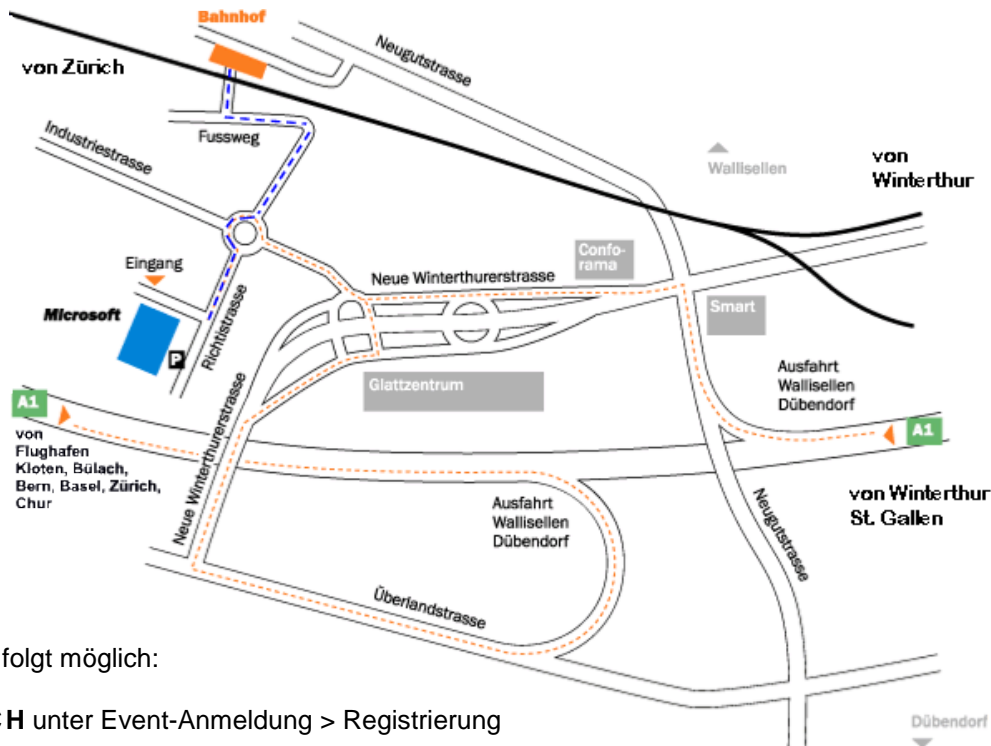 Bahnhof
Neugutstrasse
von Zürich
Fussweg
Industriestrasse
Wallisellen
von
Winterthur
Confo-
rama
Eingang
Neue Winterthurerstrasse
Microsoft
Smart
P
Richtistrasse
Glattzentrum
Ausfahrt
Wallisellen
Dübendorf
A1
A1
von
Flughafen
Kloten, Bülach,
Bern, Basel, Zürich,
Chur
Neue Winterthurerstrasse
Ausfahrt
Wallisellen
Dübendorf
von Winterthur
St. Gallen
Neugutstrasse
Überlandstrasse
folgt möglich:
H unter Event-Anmeldung > Registrierung
Dübendorf